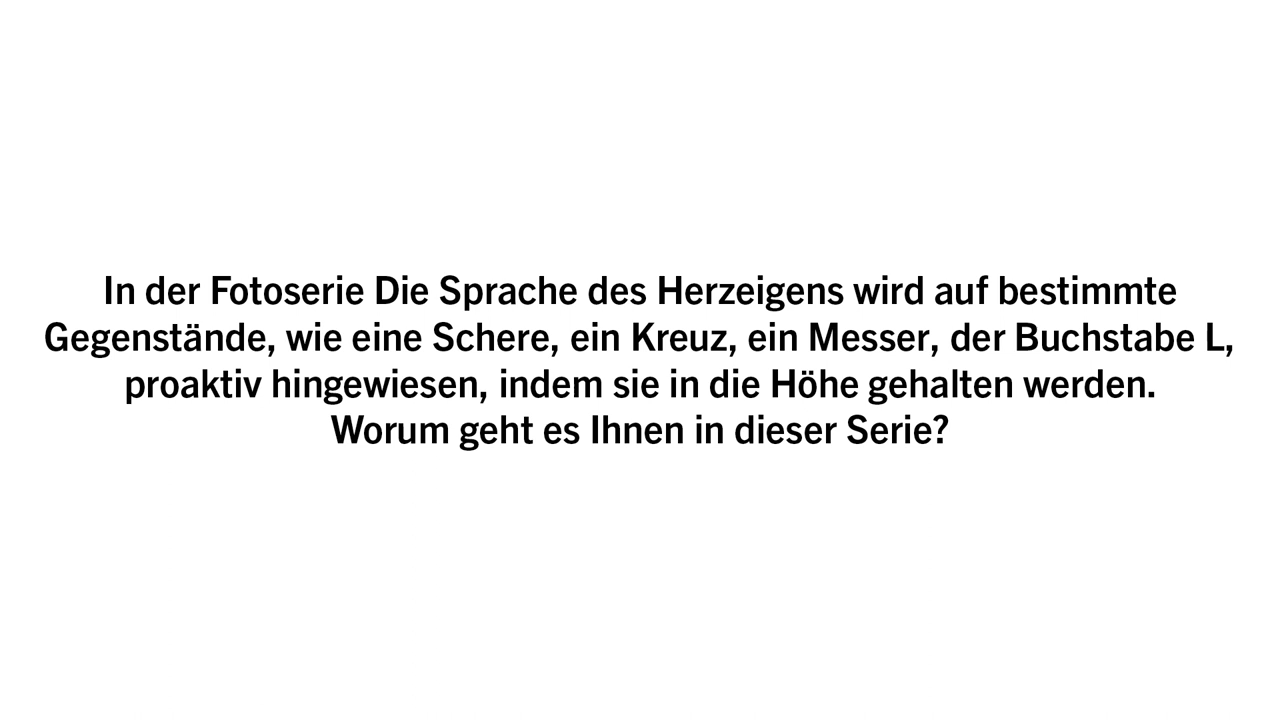 In der Fotoserie Die Sprache des Herzeigens wird auf bestimmte
Gegenstände, wie eine Schere, ein Kreuz, ein Messer, der Buchstabe L,
proaktiv hingewiesen, indem sie in die Höhe gehalten werden.
Worum geht es Ihnen in dieser Serie?